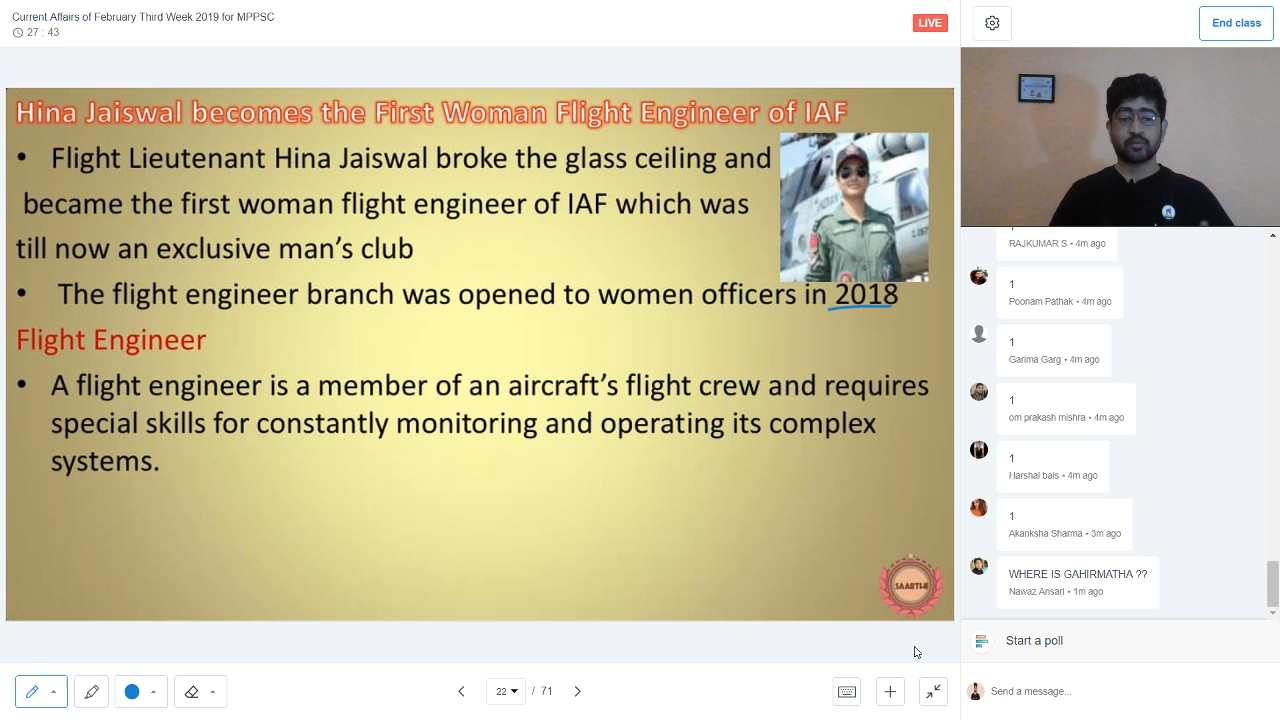 Current Affairs of February Third Week 2019 for MPPSC
27 : 43
LIVE
End class
Hina Jaiswal becomes the First Woman Flight Engineer of IAF
• Flight Lieutenant Hina Jaiswal broke the glass ceiling and
became the first woman flight engineer of IAF which was
till now an exclusive man’s club
• The flight engineer branch was opened to women officers in 2018
Flight Engineer
• A flight engineer is a member of an aircraft’s flight crew and requires
special skills for constantly monitoring and operating its complex
systems.
SAARTHI
RAJKUMAR S • 4m ago
1
Poonam Pathak • 4m ago
1
Garima Garg • 4m ago
1
om prakash mishra • 4m ago
1
Harshal bais • 4m ago
1
Akanksha Sharma • 3m ago
WHERE IS GAHIRMATHA ??
Nawaz Ansari • 1m ago
Start a poll
22 / 71
Send a message...